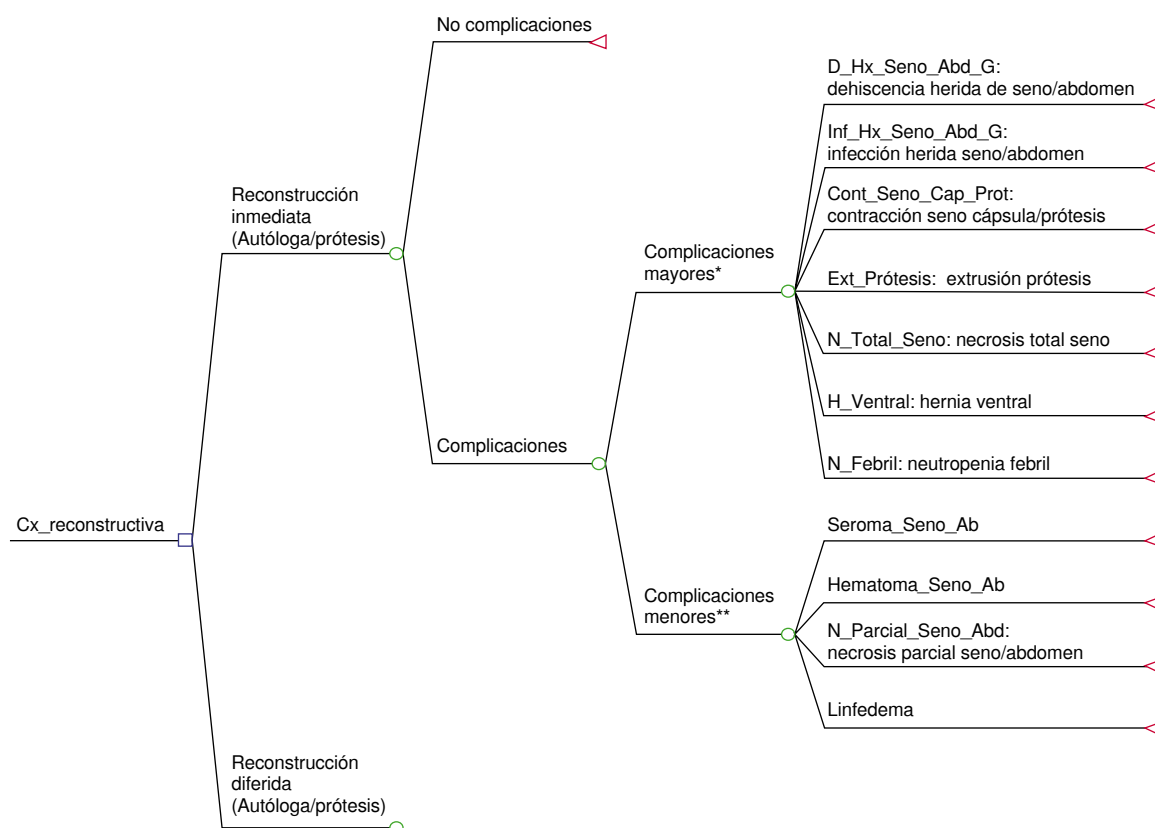 No complicaciones
D_Hx_Seno_Abd_G:
dehiscencia herida de seno/abdomen
Inf_Hx_Seno_Abd_G:
infección herida seno/abdomen
Reconstrucción
inmediata
(Autóloga/prótesis)
Cont_Seno_Cap_Prot:
contracción seno cápsula/prótesis
Complicaciones
mayores*
Ext_Prótesis:  extrusión prótesis
N_Total_Seno: necrosis total seno
H_Ventral: hernia ventral
Complicaciones
N_Febril: neutropenia febril
Cx_reconstructiva
Seroma_Seno_Ab
Complicaciones
menores**
Hematoma_Seno_Ab
N_Parcial_Seno_Abd:
necrosis parcial seno/abdomen
Linfedema
Reconstrucción
diferida
(Autóloga/prótesis)